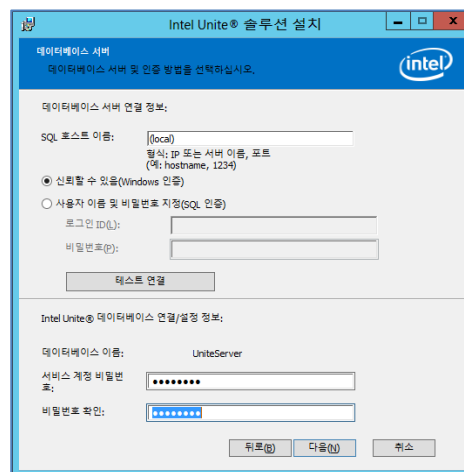 Intel Unite® 솔루션 설치
데이터베이스 서버
데이터베이스 서버 및 인증 방법을 선택하십시오.
intel
데이터베이스 서버 연결 정보:
SQL 호스트 이름:
(local)
형식: IP 또는 서버 이름, 포트
(예: hostname, 1234)
신뢰할 수 있음(Windows 인증)
사용자 이름 및 비밀번호 지정(SQL 인증)
로그인 ID(L):
비밀번호(P):
테스트 연결
Intel Unite® 데이터베이스 연결/설정 정보:
데이터베이스 이름:
UniteServer
서비스 계정 비밀번
호:
••••••••
비밀번호 확인:
••••••••
뒤로(B)
다음(N)
취소